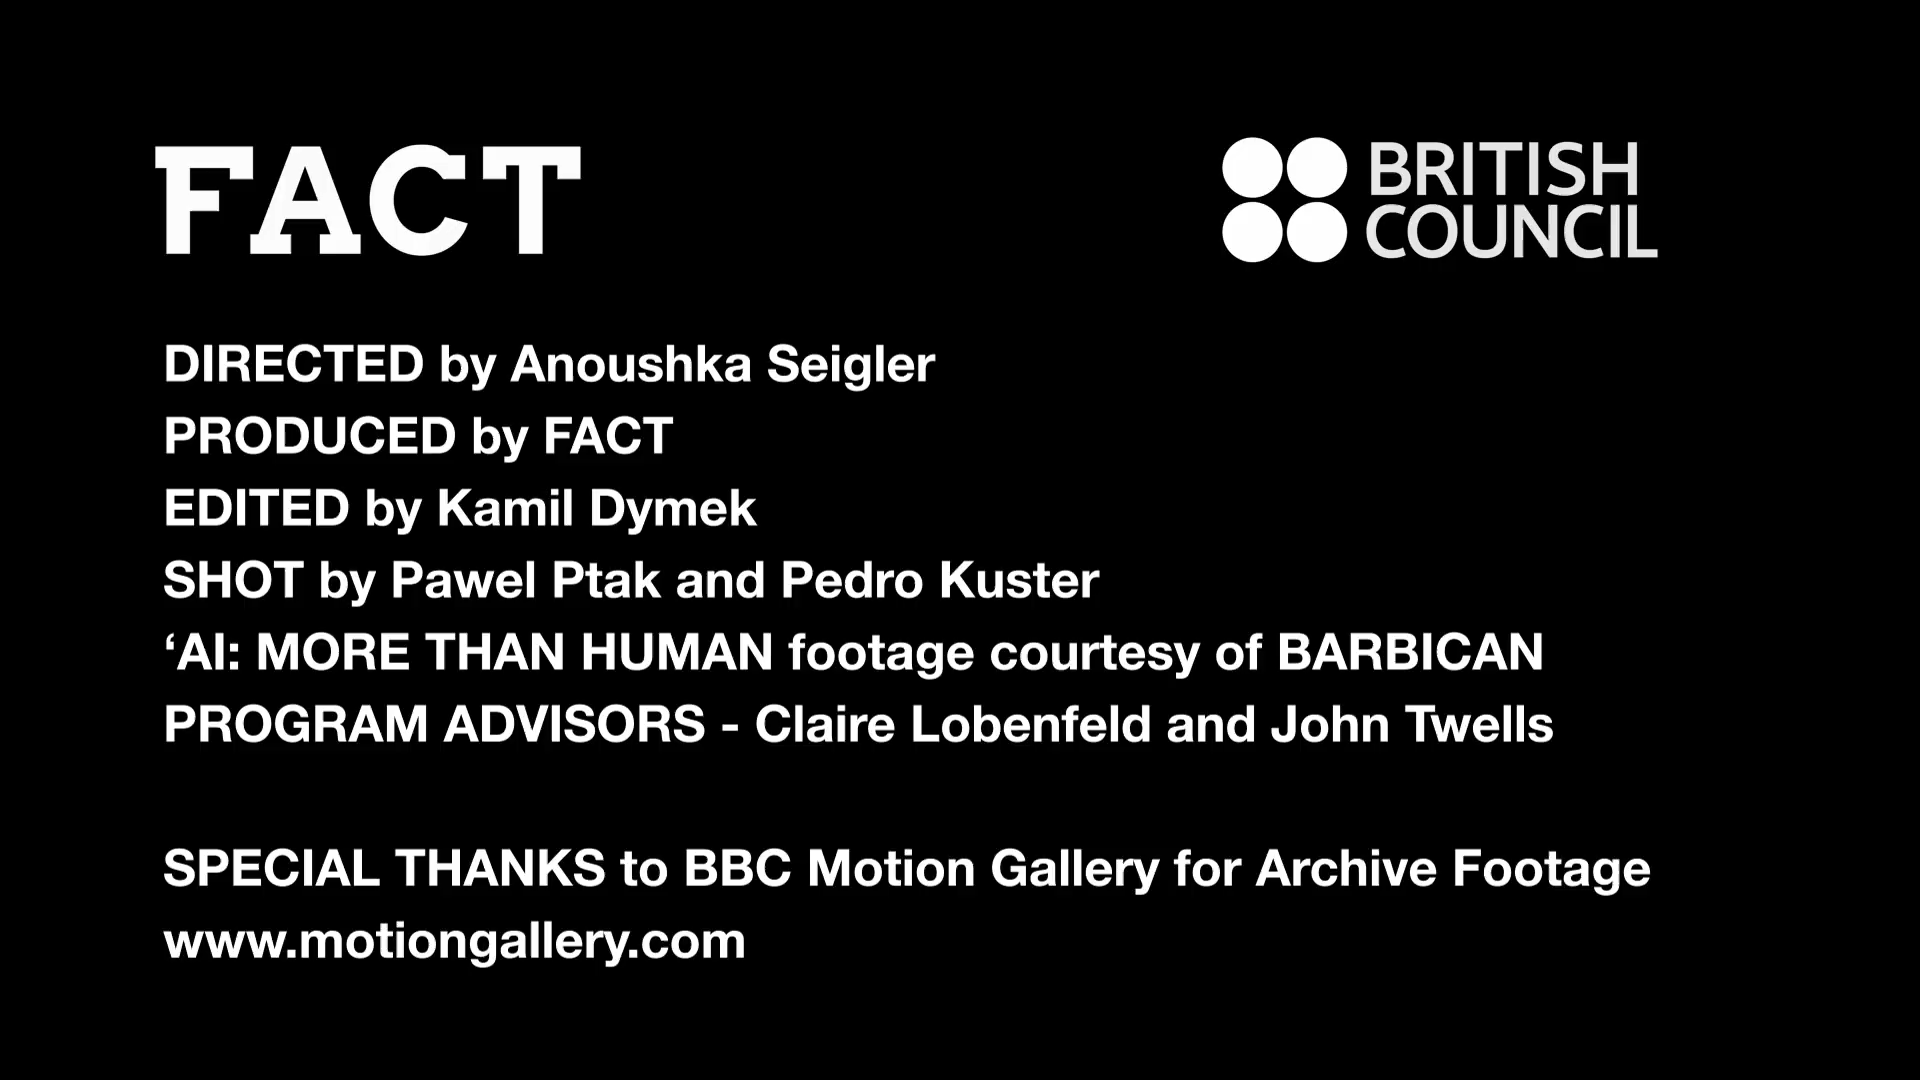 FACT
BRITISH
COUNCIL
DIRECTED by Anoushka Seigler
PRODUCED by FACT
EDITED by Kamil Dymek
SHOT by Pawel Ptak and Pedro Kuster
‘AI: MORE THAN HUMAN footage courtesy of BARBICAN
PROGRAM ADVISORS - Claire Lobenfeld and John Twells
SPECIAL THANKS to BBC Motion Gallery for Archive Footage
www.motiongallery.com